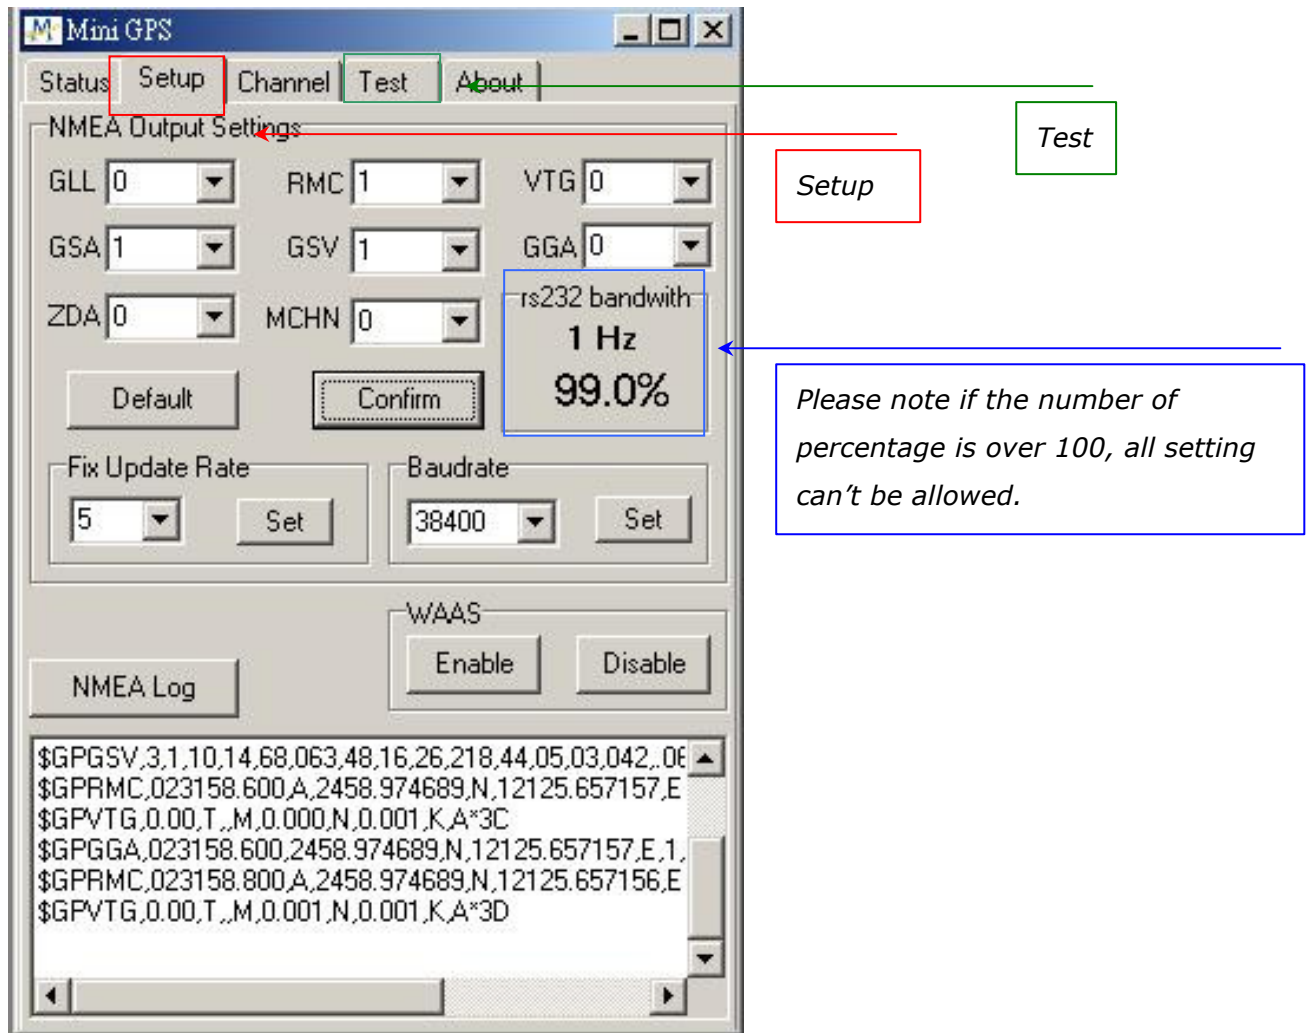 Mini GPS
Status Setup Channel Test About
Test
NMEA Output Settings
Setup
GLL 0 RMC 1 VTG 0
GSA 1 GSV 1 GGA 0
ZDA 0 MCHN 0
rs232 bandwith
1 Hz
99.0%
Default Confirm
Please note if the number of
percentage is over 100, all setting
can't be allowed.
Fix Update Rate Baudrate
5 Set 38400 Set
WAAS
Enable Disable
NMEA Log
$GPGSV,3,1,10,14,68,063,48,16,26,218,44,05,03,042,,06
$GPRMC,023158.600,A,2458.974689,N,12125.657157,E
$GPVTG,0.00,T,,M,0.000,N,0.001,K,A*3C
$GPGGA,023158.600,2458.974689,N,12125.657157,E,1,
$GPRMC,023158.800,A,2458.974689,N,12125.657156,E
$GPVTG,0.00,T,,M,0.001,N,0.001,K,A*3D